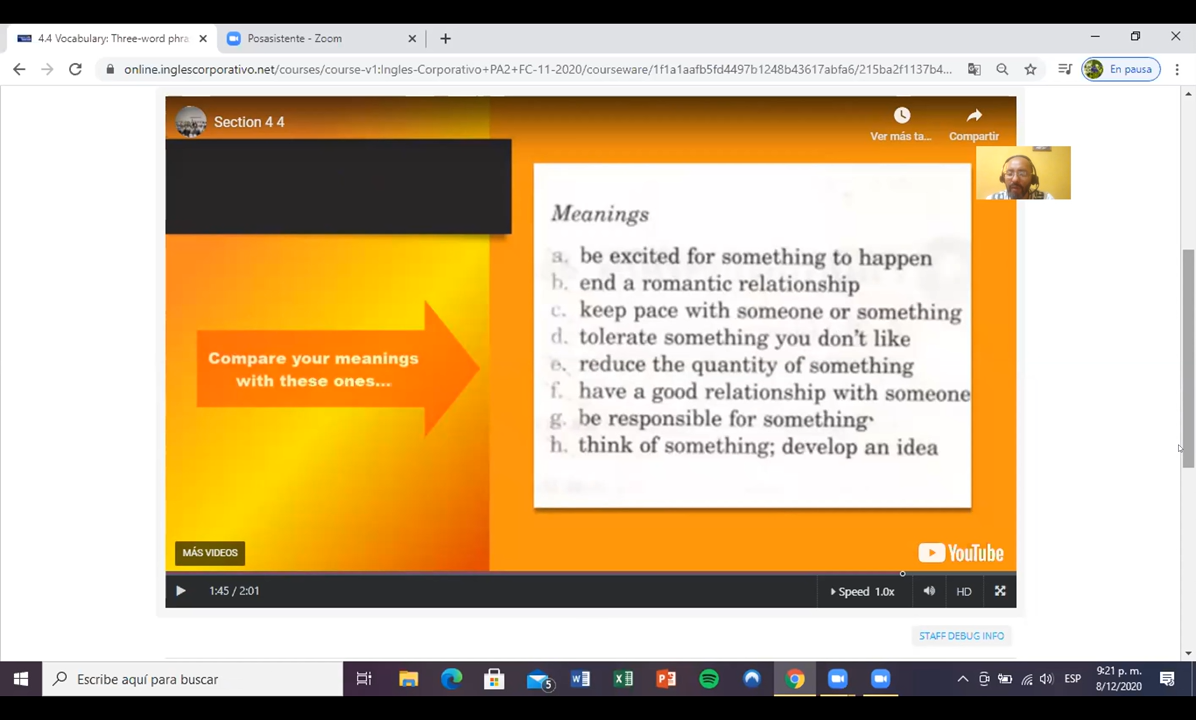 4.4 Vocabulary: Three-word phra
Posasistente - Zoom
online.inglescorporativo.net/courses/course-v1:Ingles-Corporativo+PA2+FC-11-2020/courseware/1f1a1aafb5fd4497b1248b43617abfa6/215ba2f1137b4...
En pausa
Section 4 4
Ver más ta...
Compartir
Meanings
a. be excited for something to happen
b. end a romantic relationship
c. keep pace with someone or something
d. tolerate something you don't like
e. reduce the quantity of something
f. have a good relationship with someone
g. be responsible for something
h. think of something; develop an idea
Compare your meanings
with these ones...
MÁS VIDEOS
YouTube
1:45 / 2:01
Speed 1.0x
HD
STAFF DEBUG INFO
Escribe aquí para buscar
5
ESP
9:21 p. m.
8/12/2020